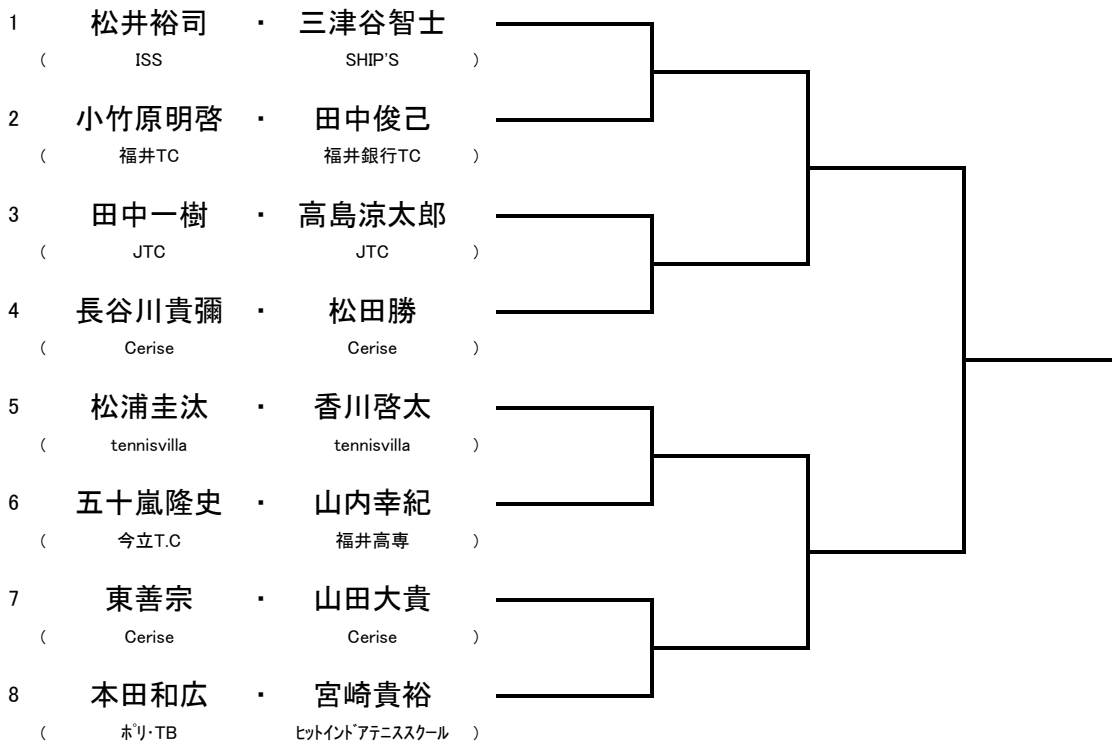 1 松井裕司 ・ 三津谷智士
( ISS SHIP'S )
2 小竹原明啓 ・ 田中俊己
( 福井TC 福井銀行TC )
3 田中一樹 ・ 高島涼太郎
( JTC JTC )
4 長谷川貴彌 ・ 松田勝
( Cerise Cerise )
5 松浦圭汰 ・ 香川啓太
( tennisvilla tennisvilla )
6 五十嵐隆史 ・ 山内幸紀
( 今立T.C 福井高専 )
7 東善宗 ・ 山田大貴
( Cerise Cerise )
8 本田和広 ・ 宮崎貴裕
( ﾎﾟﾘ･TB ﾋｯﾄｲﾝﾄﾞｱﾃﾆｽｽｸｰﾙ )